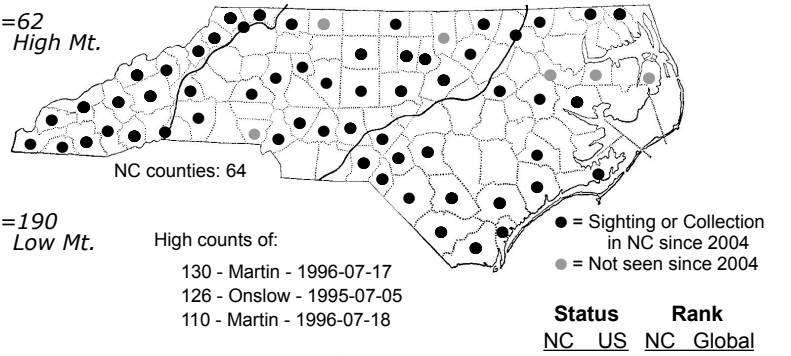 =62
High Mt.
NC counties: 64
=190
Low Mt.
High counts of:
130 - Martin - 1996-07-17
126 - Onslow - 1995-07-05
110 - Martin - 1996-07-18
= Sighting or Collection
in NC since 2004
= Not seen since 2004
Status Rank
NC US NC Global